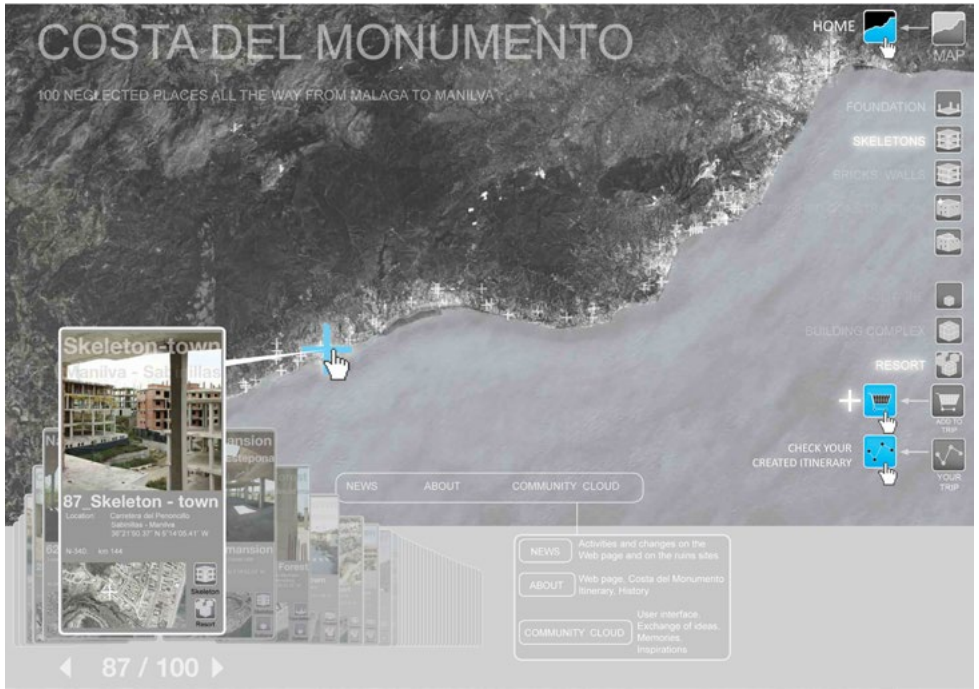 COSTA DEL MONUMENTO
100 NEGLECTED PLACES ALL THE WAY FROM MALAGA TO MANILVA
HOME
MAP
FOUNDATION
SKELETONS
BRICKS WALLS
BUILDING COMPLEX
RESORT
ADD TO
TRIP
CHECK YOUR
CREATED ITINERARY
YOUR
TRIP
Skeleton-town
Manilva - Sabinillas
87_Skeleton - town
Location: Carretera del Peñoncillo
Sabinillas - Manilva
36°21'50.37" N 5°14'05.41" W
N-340: km 144
Skeleton
Resort
mansion
Estepona
mansion
Forest
NEWS ABOUT COMMUNITY CLOUD
NEWS Activities and changes on the
Web page and on the ruins sites
ABOUT Web page, Costa del Monumento
Itinerary, History
COMMUNITY CLOUD User interface.
Exchange of ideas.
Memories.
Inspirations
87 / 100